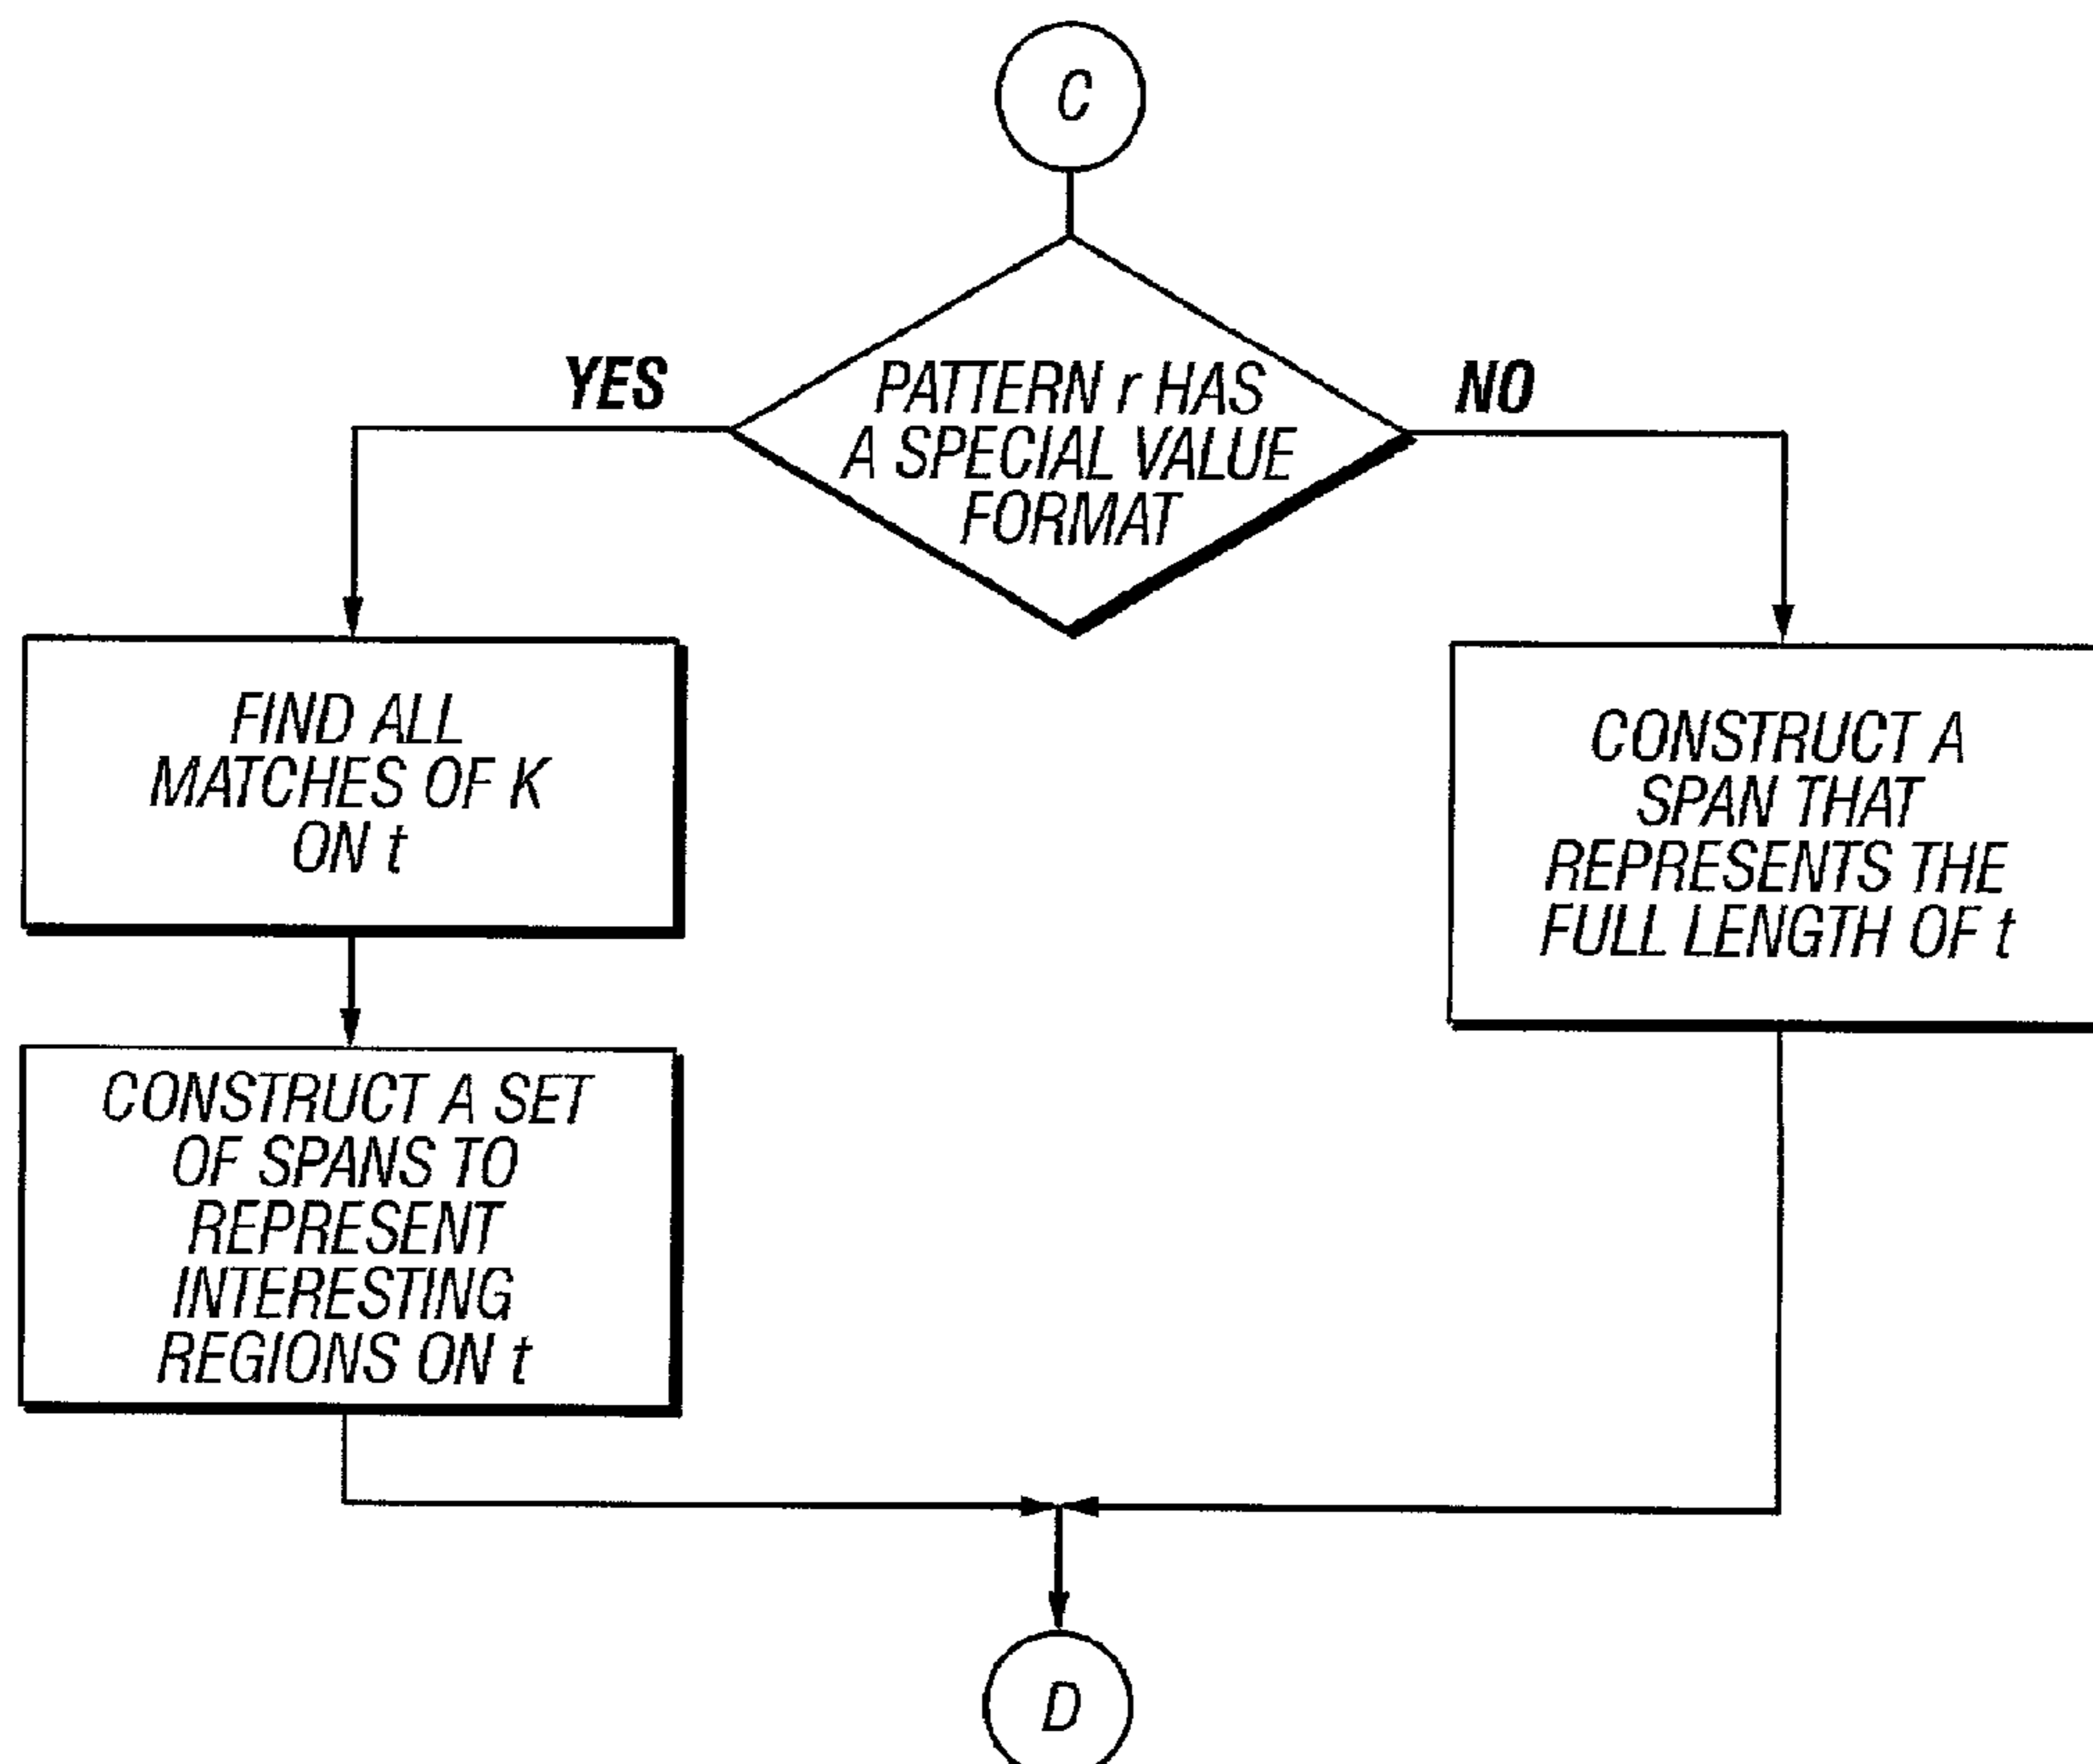 C
PATTERN r HAS
A SPECIAL VALUE
FORMAT
YES
NO
FIND ALL
MATCHES OF K
ON t
CONSTRUCT A SET
OF SPANS TO
REPRESENT
INTERESTING
REGIONS ON t
CONSTRUCT A
SPAN THAT
REPRESENTS THE
FULL LENGTH OF t
D